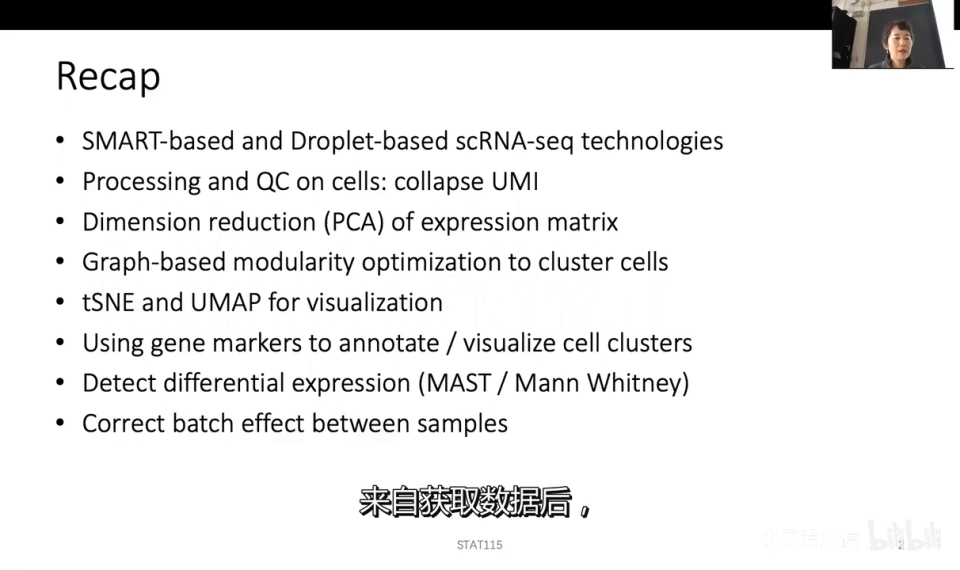 Recap
• SMART-based and Droplet-based scRNA-seq technologies
• Processing and QC on cells: collapse UMI
• Dimension reduction (PCA) of expression matrix
• Graph-based modularity optimization to cluster cells
• tSNE and UMAP for visualization
• Using gene markers to annotate / visualize cell clusters
• Detect differential expression (MAST / Mann Whitney)
• Correct batch effect between samples
来自获取数据后，
STAT115
bilibili
2